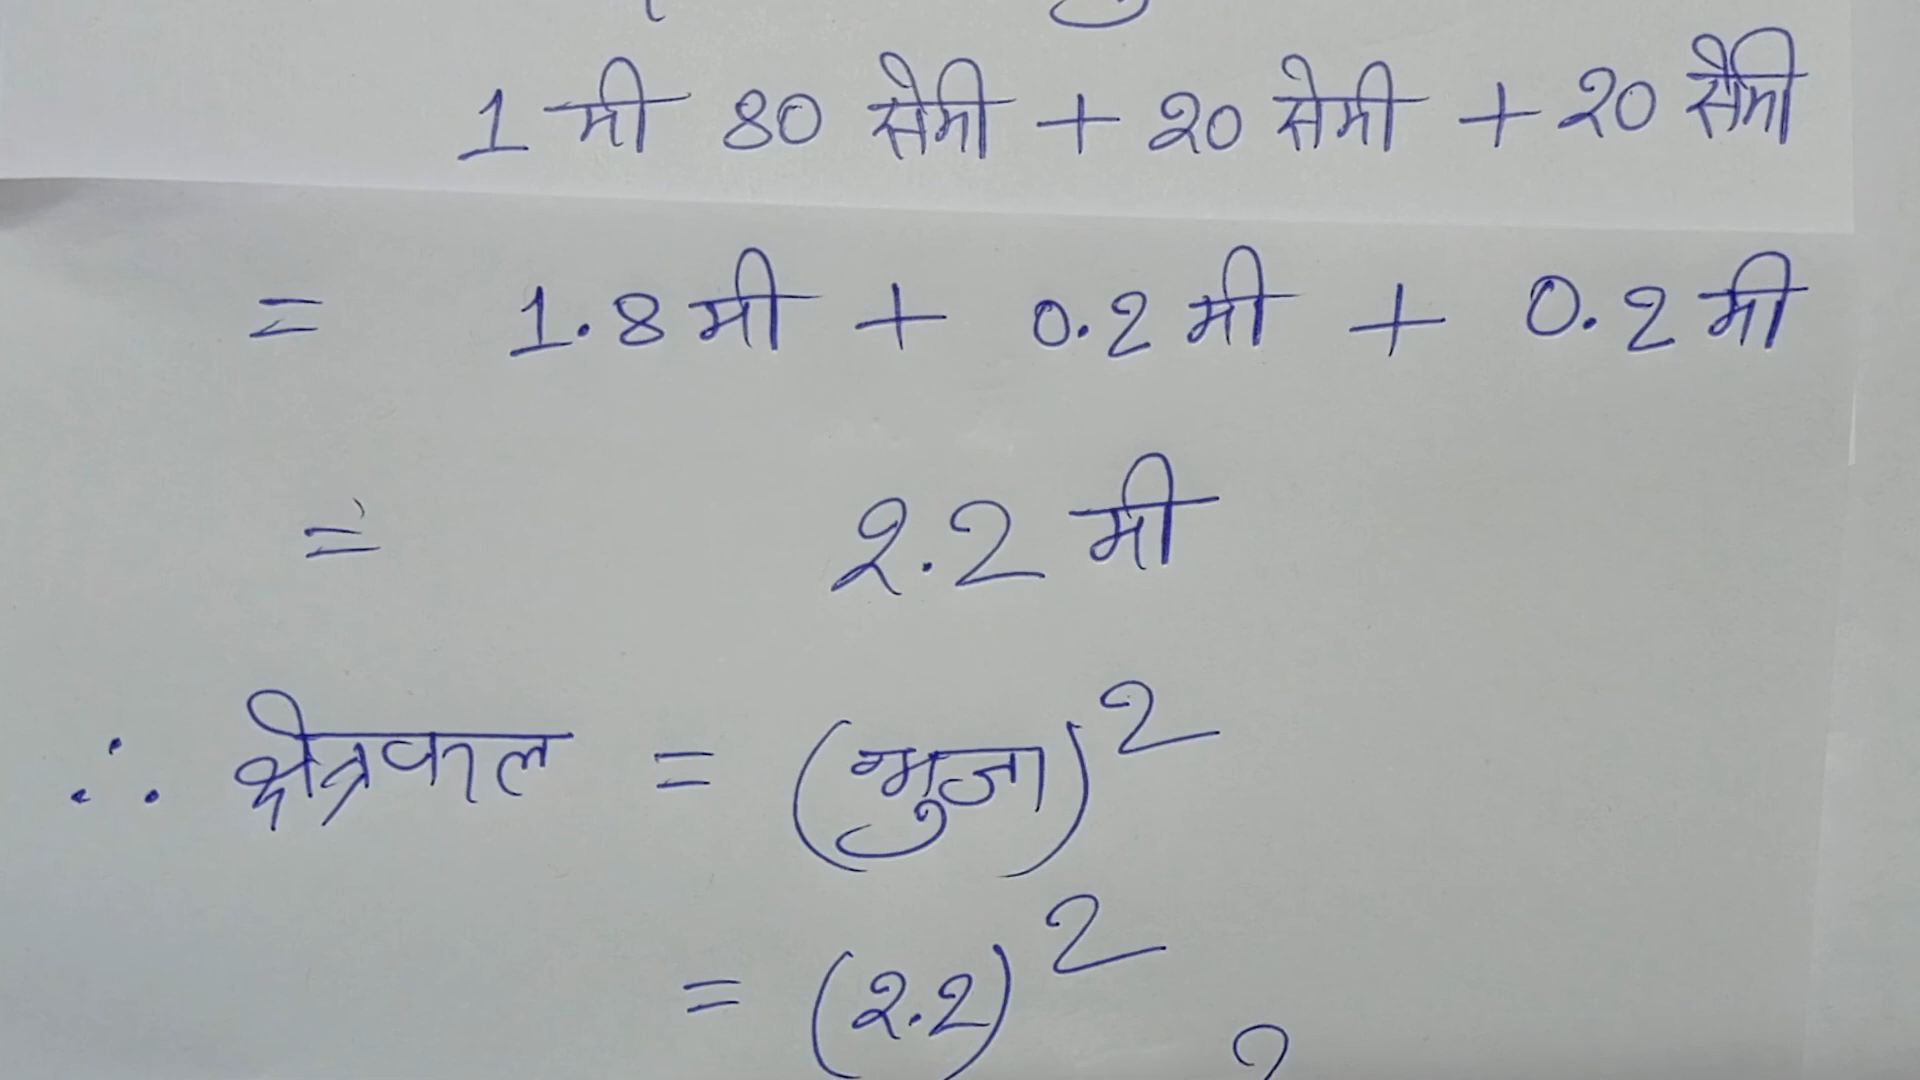 1 मी 80 सेमी + 20 सेमी + 20 सेमी
= 1.8 मी + 0.2 मी + 0.2 मी
= 2.2 मी
∴ क्षेत्रफल = (भुजा)²
= (2.2)²